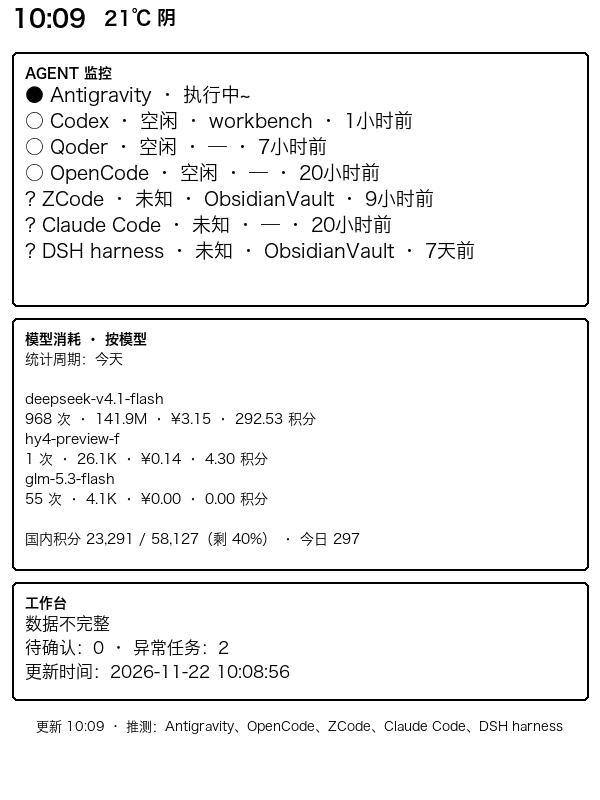 10:09 21°C 阴
AGENT 监控
● Antigravity · 执行中~
○ Codex · 空闲 · workbench · 1小时前
○ Qoder · 空闲 · — · 7小时前
○ OpenCode · 空闲 · — · 20小时前
? ZCode · 未知 · ObsidianVault · 9小时前
? Claude Code · 未知 · — · 20小时前
? DSH harness · 未知 · ObsidianVault · 7天前
模型消耗 · 按模型
统计周期：今天
deepseek-v4.1-flash
968 次 · 141.9M · ¥3.15 · 292.53 积分
hy4-preview-f
1 次 · 26.1K · ¥0.14 · 4.30 积分
glm-5.3-flash
55 次 · 4.1K · ¥0.00 · 0.00 积分
国内积分 23,291 / 58,127（剩 40%） · 今日 297
工作台
数据不完整
待确认：0 · 异常任务：2
更新时间：2026-11-22 10:08:56
更新 10:09 · 推测：Antigravity、OpenCode、ZCode、Claude Code、DSH harness